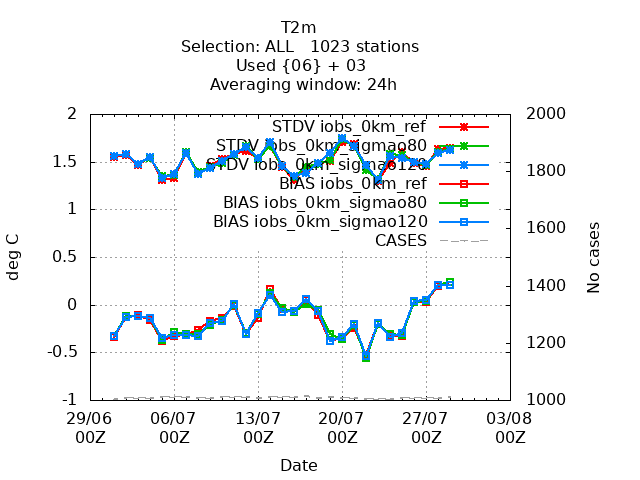 T2m
Selection: ALL   1023 stations
Used {06} + 03
Averaging window: 24h
STDV iobs_0km_ref
STDV iobs_0km_sigmao80
STDV iobs_0km_sigmao120
BIAS iobs_0km_ref
BIAS iobs_0km_sigmao80
BIAS iobs_0km_sigmao120
CASES
deg C
2
1.5
1
0.5
0
-0.5
-1
No cases
2000
1800
1600
1400
1200
1000
29/06 06/07 13/07 20/07 27/07 03/08
00Z 00Z 00Z 00Z 00Z 00Z
Date